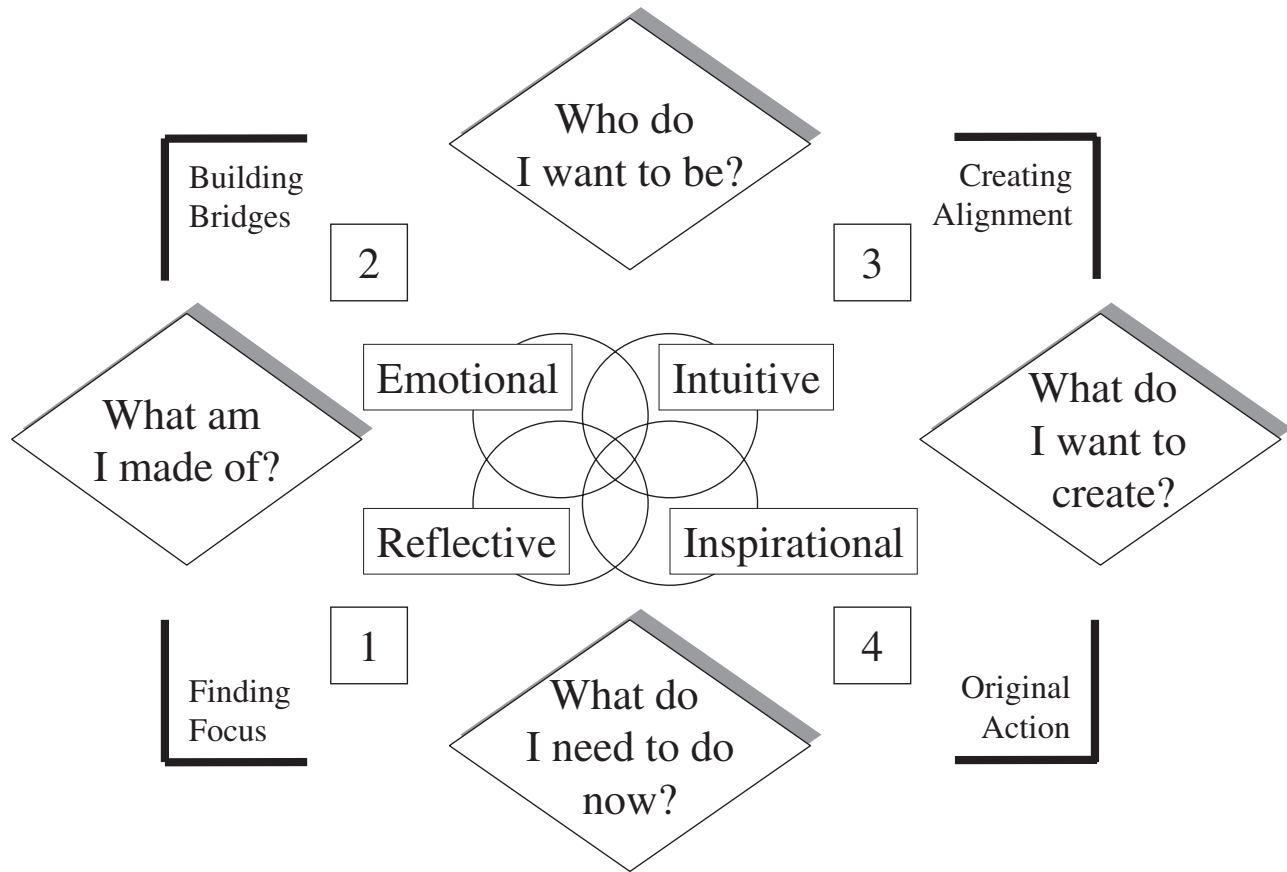 Who do
I want to be?
Building
Bridges
Creating
Alignment
2
3
Emotional
Intuitive
What am
I made of?
What do
I want to
create?
Reflective
Inspirational
1
4
Finding
Focus
What do
I need to do
now?
Original
Action